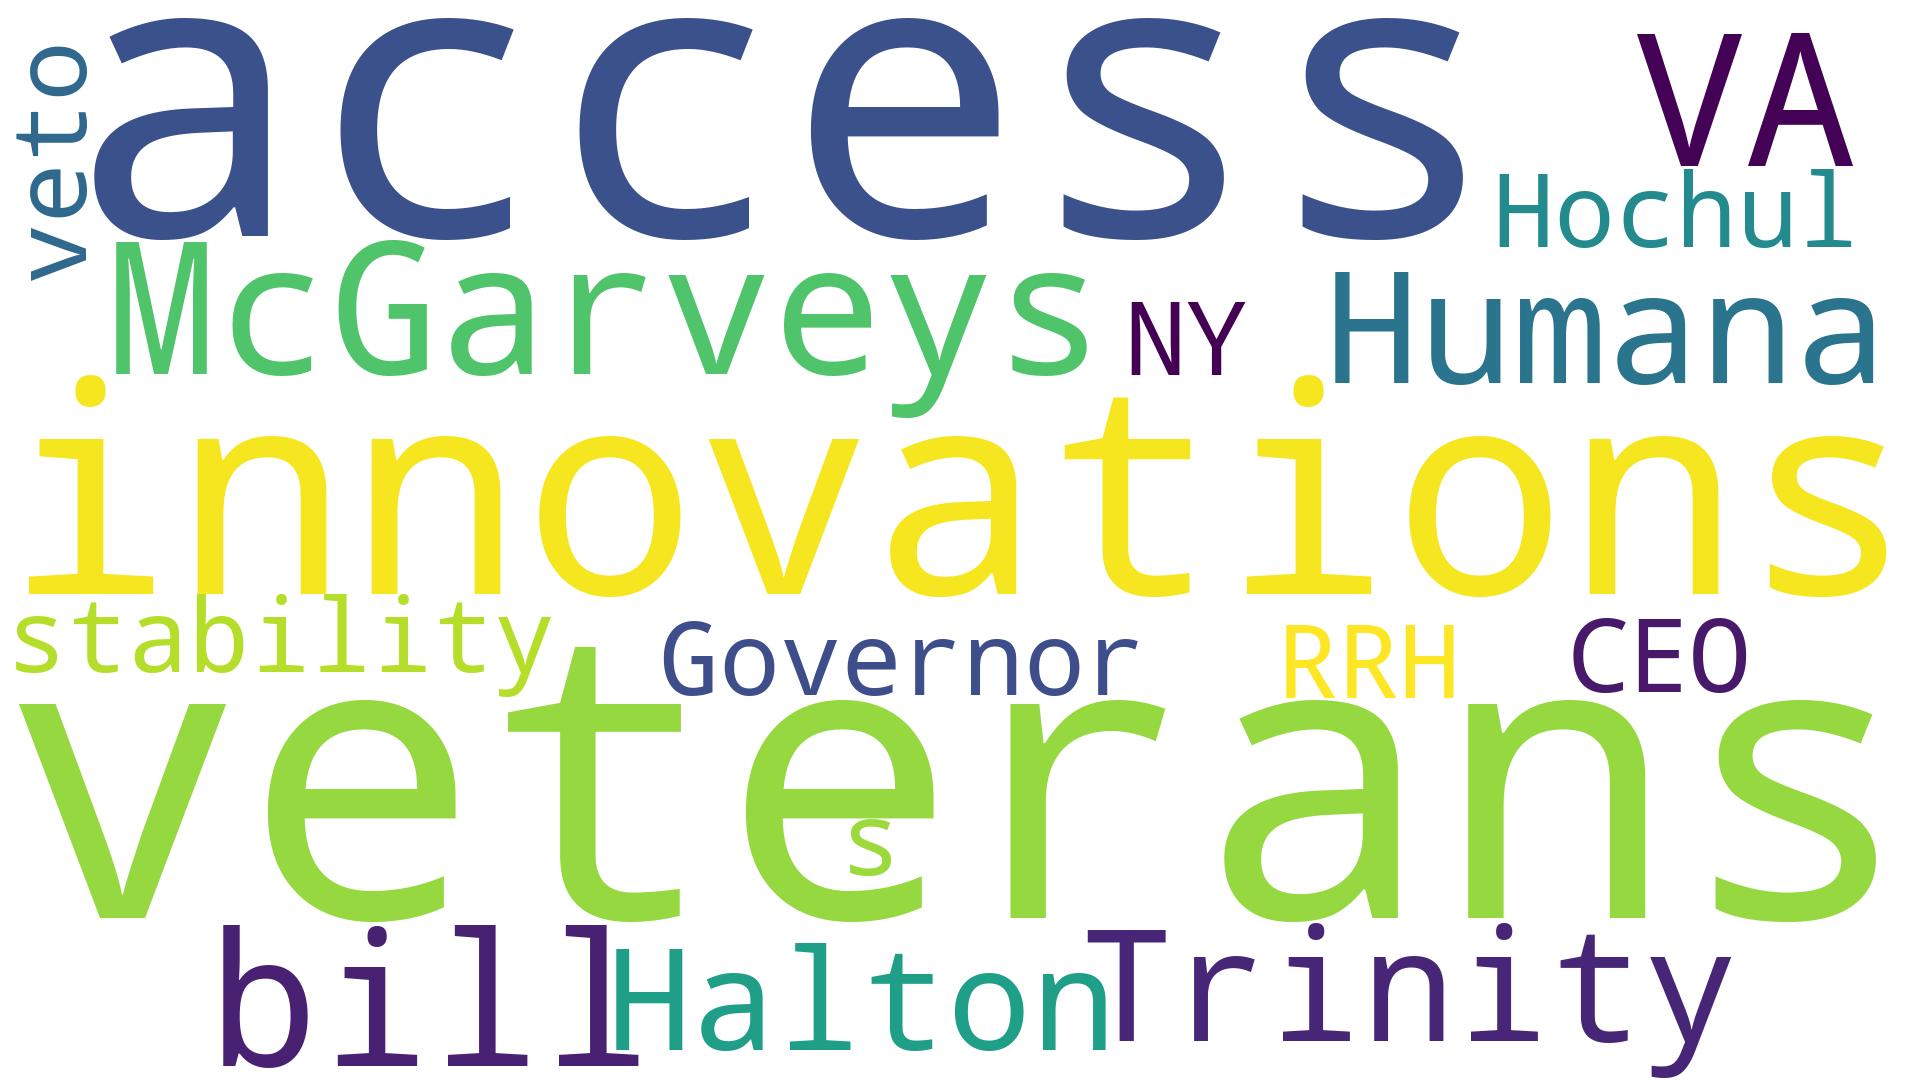 veto
access
VA
Hochul
McGarveys
NY
Humana
innovations
stability
Governor
RRH
CEO
veterans
s
bill
Halton
Trinity